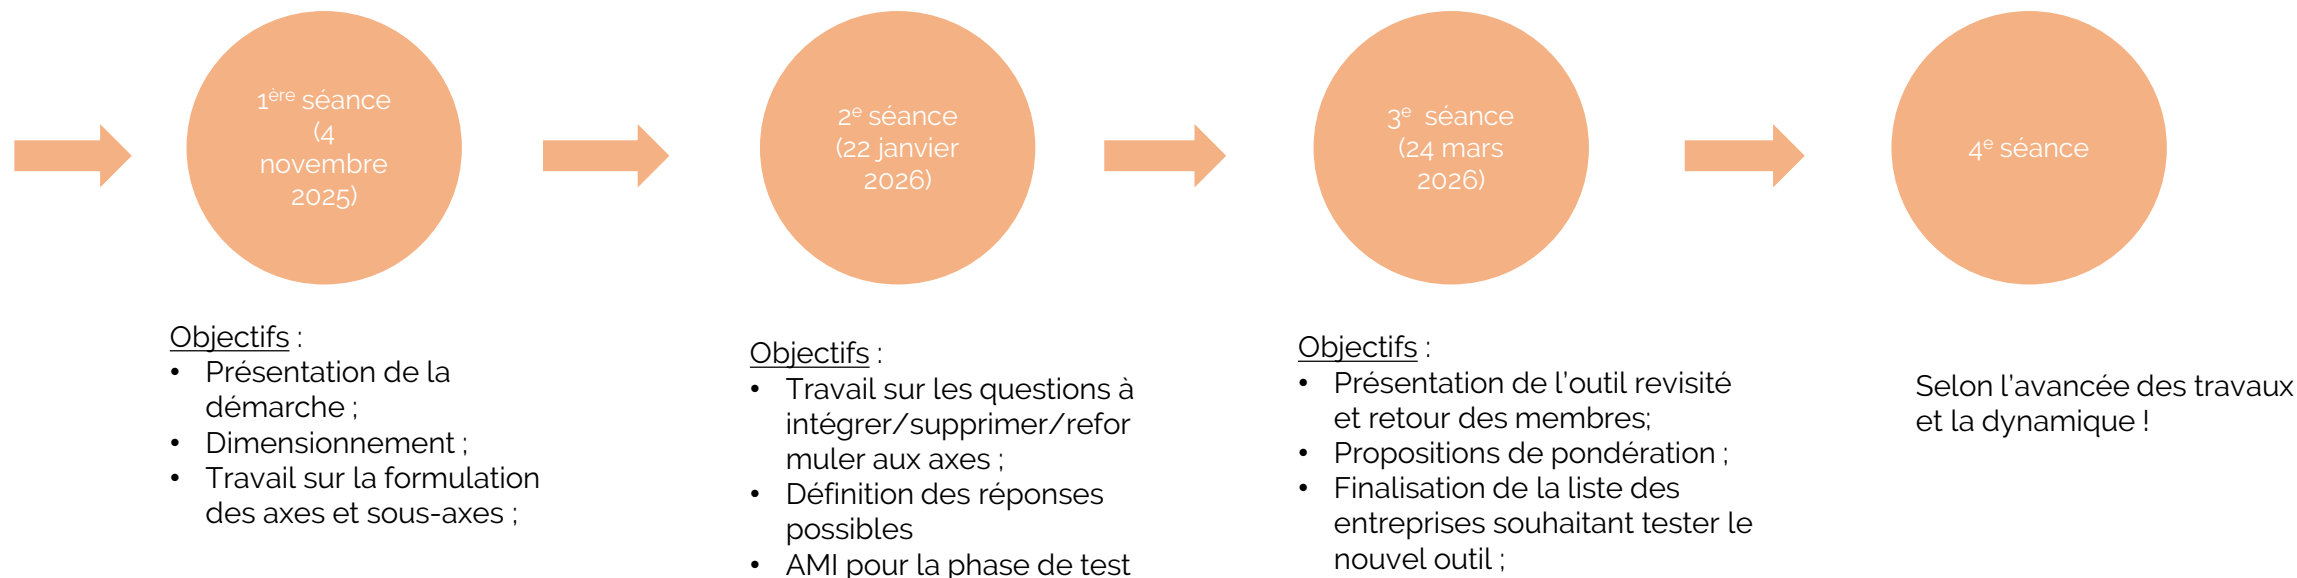 1ère séance
(4
novembre
2025)
2e séance
(22 janvier
2026)
3e séance
(24 mars
2026)
4e séance
Objectifs :
• Présentation de la
démarche ;
• Dimensionnement ;
• Travail sur la formulation
des axes et sous-axes ;
Objectifs :
• Travail sur les questions à
intégrer/supprimer/refor
muler aux axes ;
• Définition des réponses
possibles
• AMI pour la phase de test
Objectifs :
• Présentation de l’outil revisité
et retour des membres;
• Propositions de pondération ;
• Finalisation de la liste des
entreprises souhaitant tester le
nouvel outil ;
Selon l’avancée des travaux
et la dynamique !